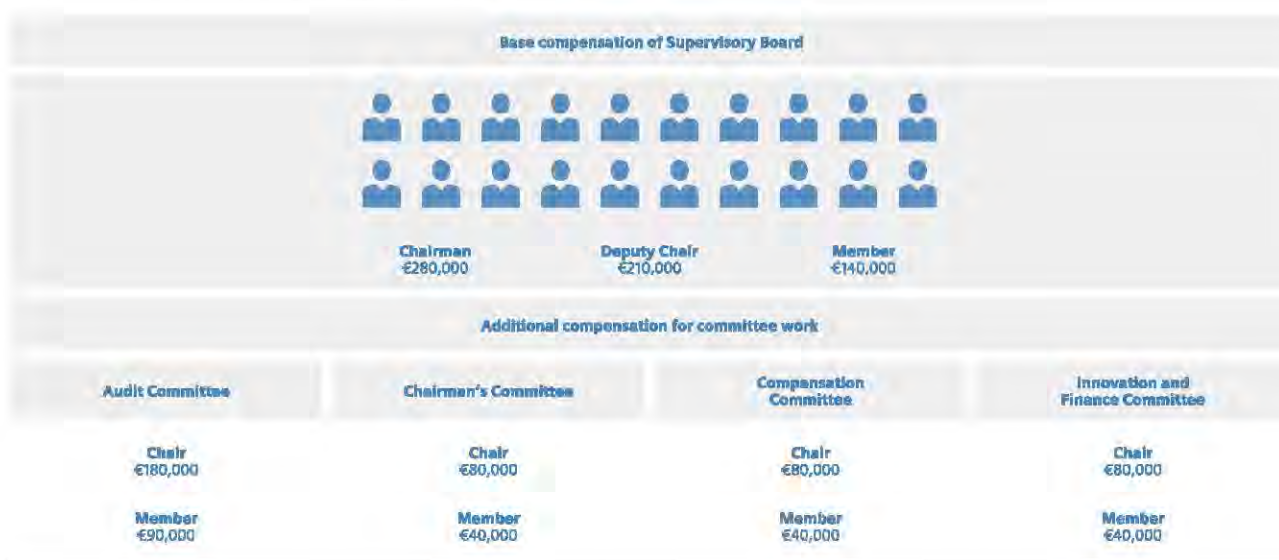 Base compensation of Supervisory Board
Chairman
€280,000
Deputy Chair
€210,000
Member
€140,000
Additional compensation for committee work
Audit Committee
Chairman's Committee
Compensation
Committee
Innovation and
Finance Committee
Chair
€180,000
Chair
€80,000
Chair
€80,000
Chair
€80,000
Member
€90,000
Member
€40,000
Member
€40,000
Member
€40,000